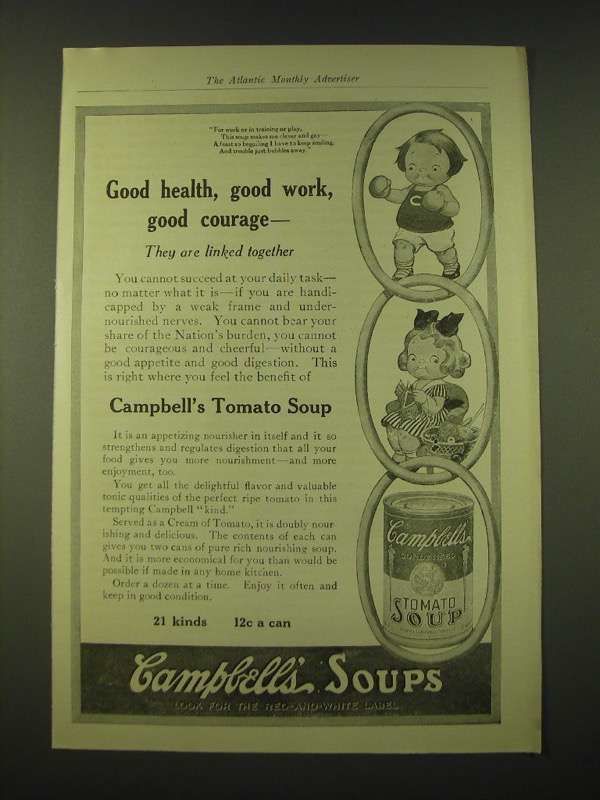 The Atlantic Monthly Advertiser
"For work or in training or play,
This soup makes me clever and gay—
A feast so beguiling I have to keep smiling,
And trouble just bubbles away."
Good health, good work,
good courage—
They are linked together
You cannot succeed at your daily task—
no matter what it is—if you are handi-
capped by a weak frame and under-
nourished nerves. You cannot bear your
share of the Nation's burden, you cannot
be courageous and cheerful—without a
good appetite and good digestion. This
is right where you feel the benefit of
Campbell's Tomato Soup
It is an appetizing nourisher in itself and it so
strengthens and regulates digestion that all your
food gives you more nourishment—and more
enjoyment, too.
You get all the delightful flavor and valuable
tonic qualities of the perfect ripe tomato in this
tempting Campbell "kind."
Served as a Cream of Tomato, it is doubly nour-
ishing and delicious. The contents of each can
gives you two cans of pure rich nourishing soup.
And it is more economical for you than would be
possible if made in any home kitchen.
Order a dozen at a time. Enjoy it often and
keep in good condition.
21 kinds 12c a can
C
Campbell's
CONDENSED
TOMATO
SOUP
Campbell's SOUPS
LOOK FOR THE RED-AND-WHITE LABEL